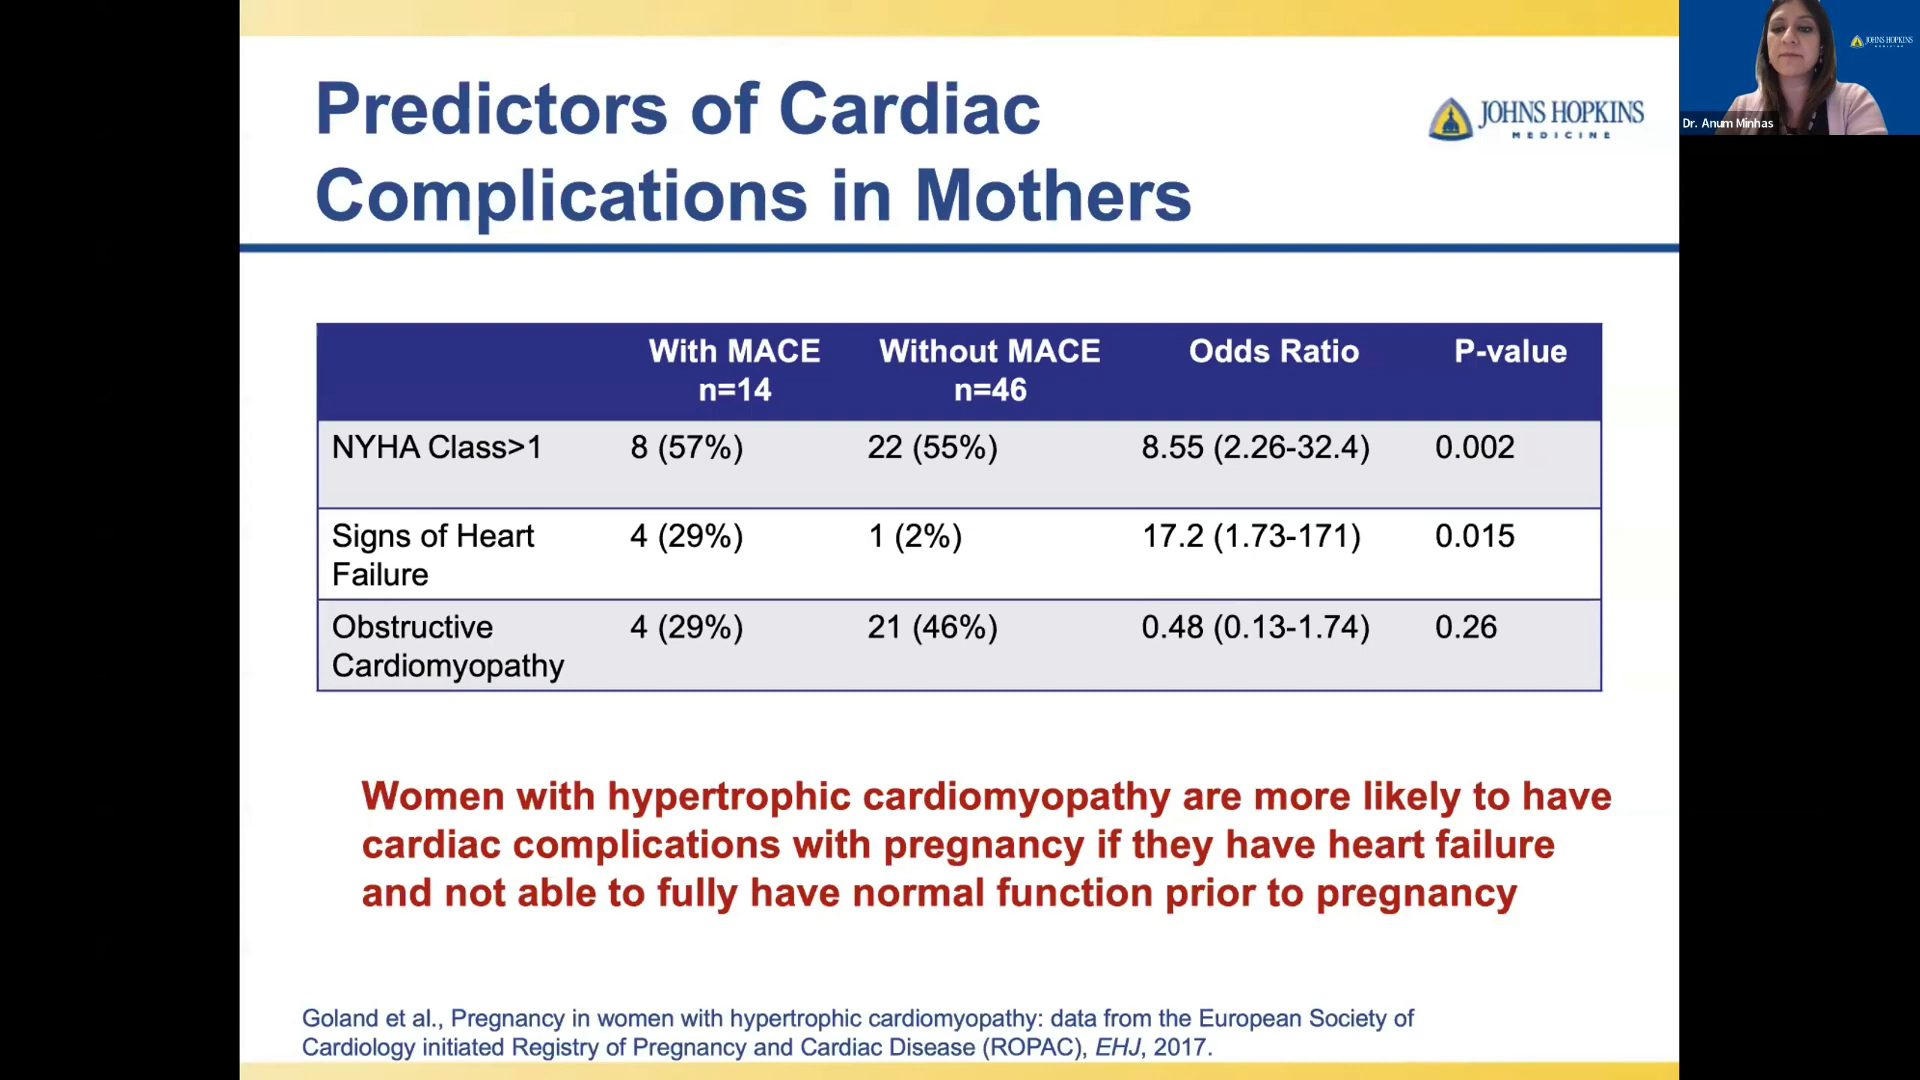 Predictors of Cardiac
Complications in Mothers
JOHNS HOPKINS
MEDICINE
JOHNS HOPKINS
MEDICINE
Dr. Anum Minhas
With MACE Without MACE Odds Ratio P-value
n=14 n=46
NYHA Class>1 8 (57%) 22 (55%) 8.55 (2.26-32.4) 0.002
Signs of Heart 4 (29%) 1 (2%) 17.2 (1.73-171) 0.015
Failure
Obstructive 4 (29%) 21 (46%) 0.48 (0.13-1.74) 0.26
Cardiomyopathy
Women with hypertrophic cardiomyopathy are more likely to have
cardiac complications with pregnancy if they have heart failure
and not able to fully have normal function prior to pregnancy
Goland et al., Pregnancy in women with hypertrophic cardiomyopathy: data from the European Society of
Cardiology initiated Registry of Pregnancy and Cardiac Disease (ROPAC), EHJ, 2017.